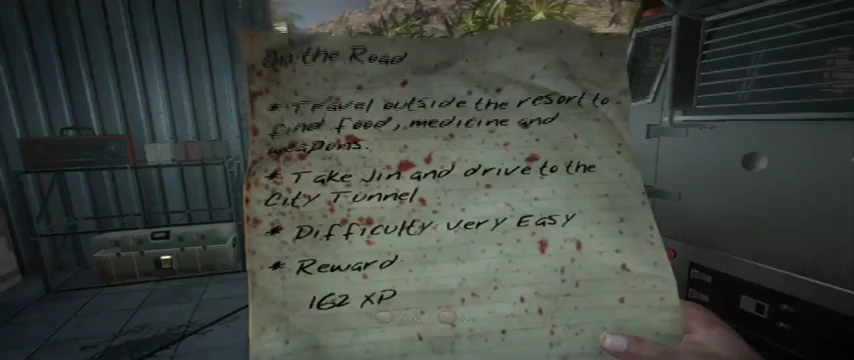 On the Road
* Travel outside the resort to
find food, medicine and
weapons.
* Take Jin and drive to the
City Tunnel
* Difficulty very Easy
* Reward
162 XP